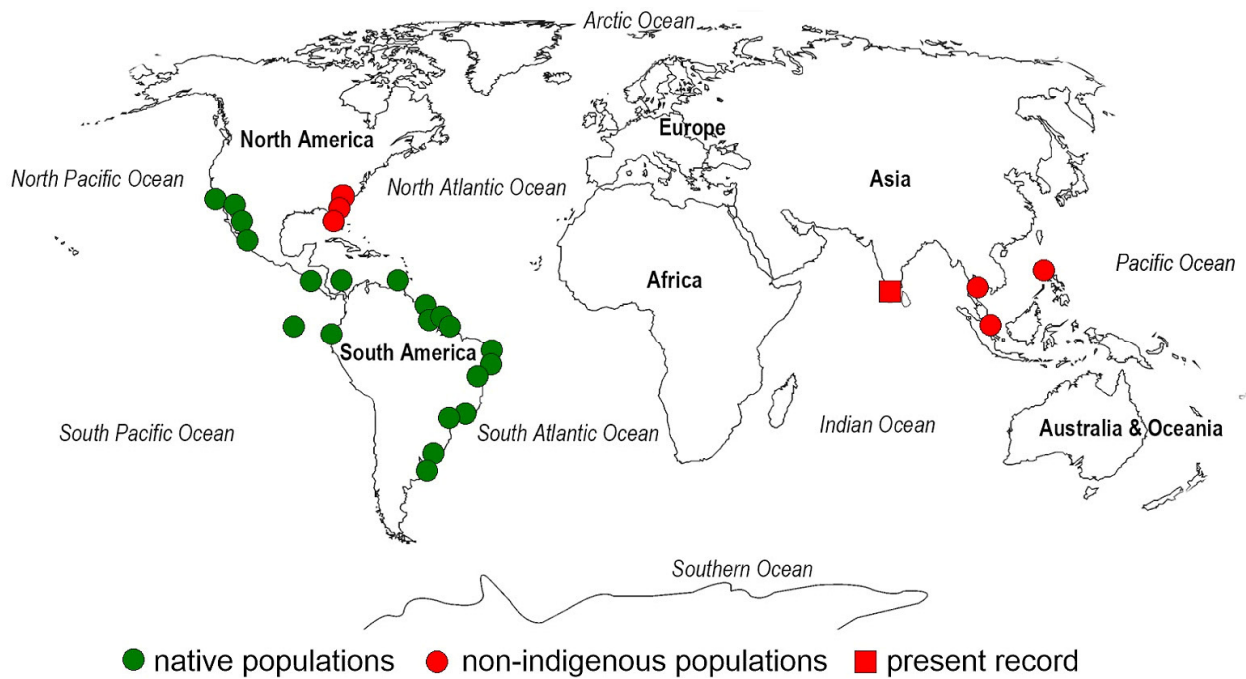 Arctic Ocean
North America
Europe
North Pacific Ocean
North Atlantic Ocean
Asia
Pacific Ocean
Africa
South America
South Pacific Ocean
South Atlantic Ocean
Indian Ocean
Australia & Oceania
Southern Ocean
native populations
non-indigenous populations
present record